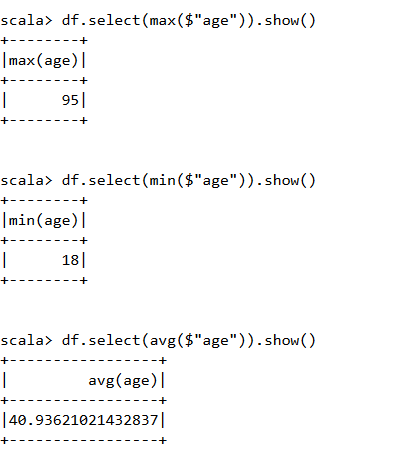 scala> df.select(max($"age")).show()
+--------+
|max(age)|
+--------+
|      95|
+--------+
scala> df.select(min($"age")).show()
+--------+
|min(age)|
+--------+
|      18|
+--------+
scala> df.select(avg($"age")).show()
+-----------------+
|         avg(age)|
+-----------------+
|40.93621021432837|
+-----------------+